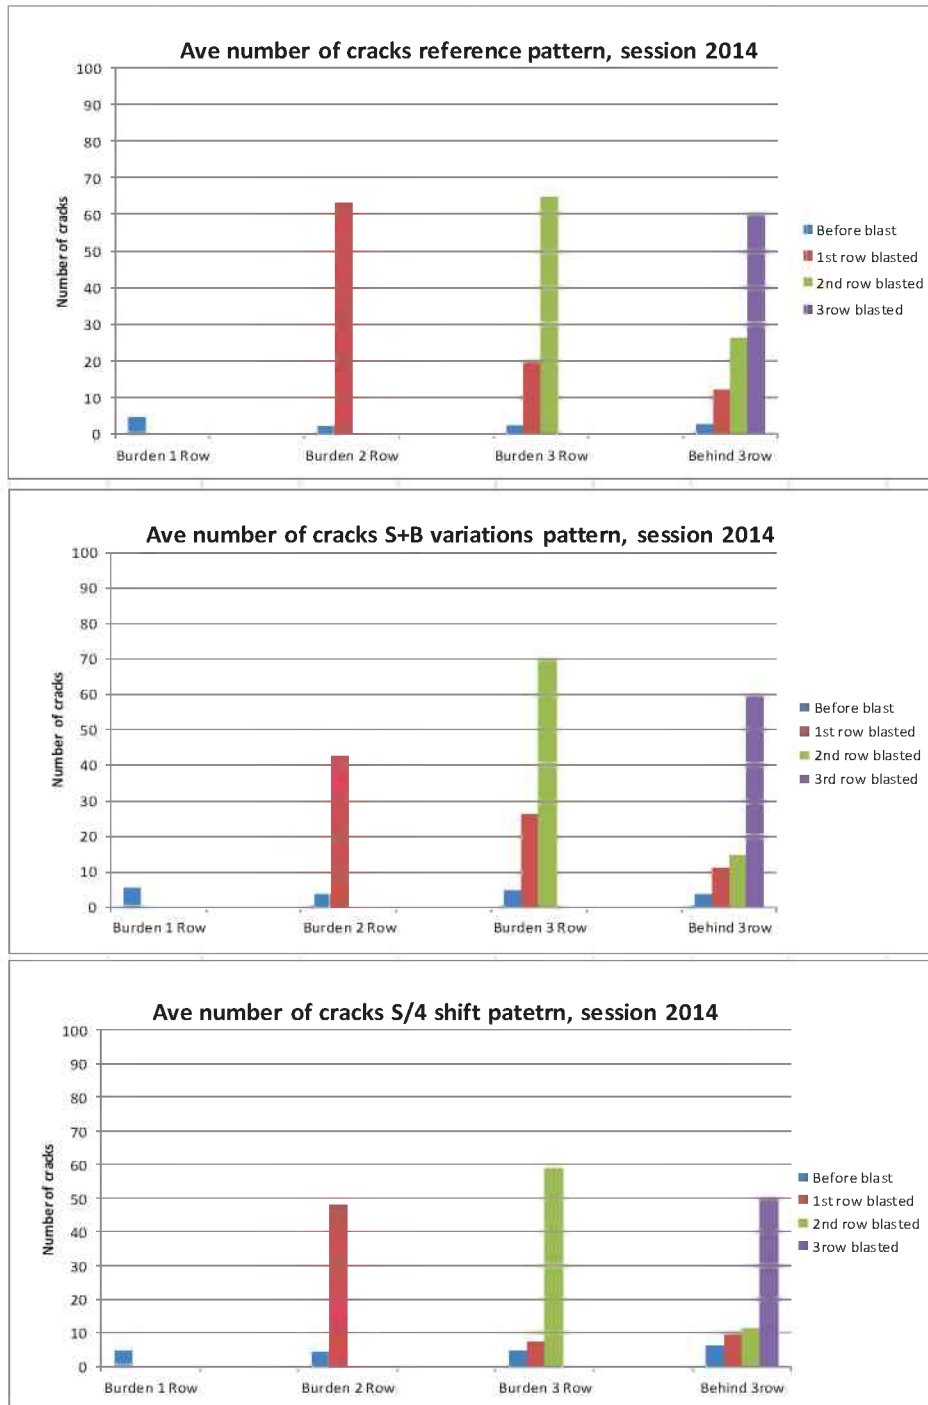 Ave number of cracks reference pattern, session 2014
100
90
80
70
60
50
40
30
20
10
0
Number of cracks
Burden 1 Row
Burden 2 Row
Burden 3 Row
Behind 3row
Before blast
1st row blasted
2nd row blasted
3row blasted
Ave number of cracks S+B variations pattern, session 2014
100
90
80
70
60
50
40
30
20
10
0
Number of cracks
Burden 1 Row
Burden 2 Row
Burden 3 Row
Behind 3row
Before blast
1st row blasted
2nd row blasted
3rd row blasted
Ave number of cracks S/4 shift patetrn, session 2014
100
90
80
70
60
50
40
30
20
10
0
Number of cracks
Burden 1 Row
Burden 2 Row
Burden 3 Row
Behind 3row
Before blast
1st row blasted
2nd row blasted
3row blasted